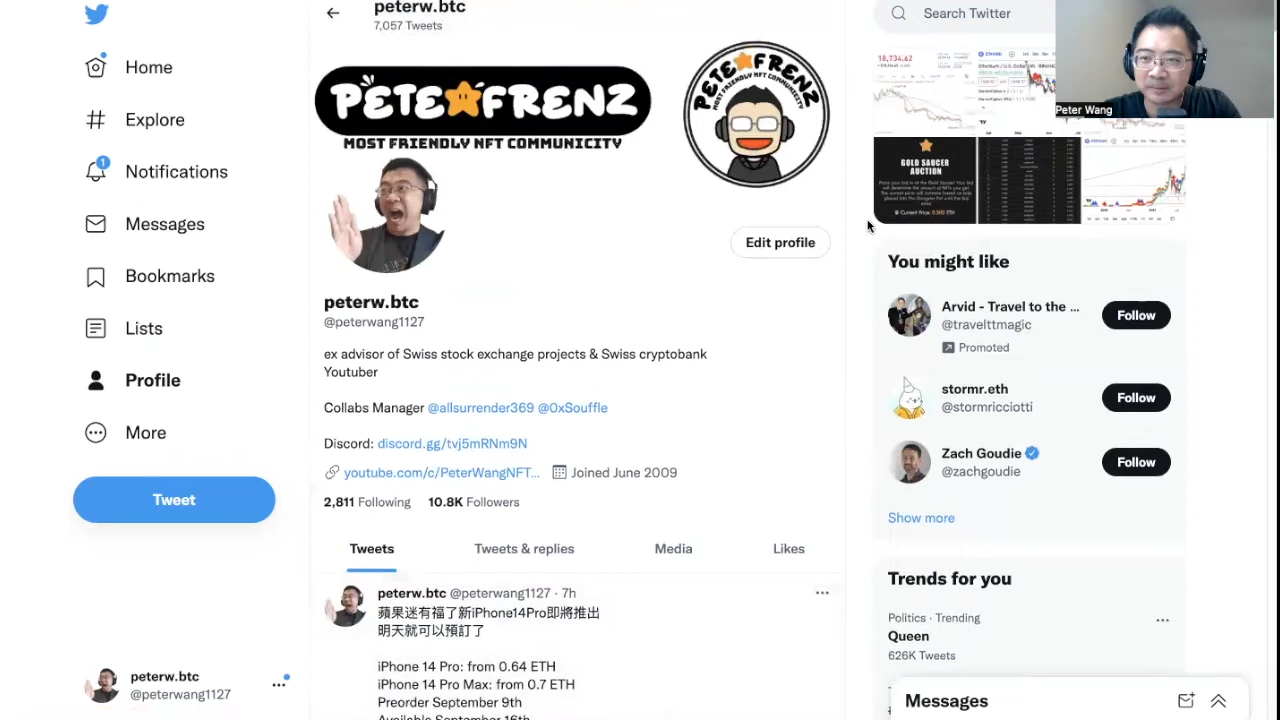 Home
Explore
1
Notifications
Messages
Bookmarks
Lists
Profile
More
Tweet
peterw.btc
@peterwang1127
peterw.btc
7,057 Tweets
PETE FRENZ
MOST FRIENDLY NFT COMMUNICITY
PETE FRENZ
MOST FRIENDLY NFT COMMUNICITY
Edit profile
peterw.btc
@peterwang1127
ex advisor of Swiss stock exchange projects & Swiss cryptobank
Youtuber
Collabs Manager @allsurrender369 @0xSouffle
Discord: discord.gg/tvj5mRNm9N
youtube.com/c/PeterWangNFT... Joined June 2009
2,811 Following 10.8K Followers
Tweets Tweets & replies Media Likes
peterw.btc @peterwang1127 · 7h
蘋果迷有福了新iPhone14Pro即將推出
明天就可以預訂了
iPhone 14 Pro: from 0.64 ETH
iPhone 14 Pro Max: from 0.7 ETH
Preorder September 9th
Available September 16th
Search Twitter
Peter Wang
18,734.62
GOLD SAUCER
AUCTION
Current Price: 0.300 ETH
You might like
Arvid - Travel to the ...
@travelttmagic
Promoted
Follow
stormr.eth
@stormricciotti
Follow
Zach Goudie
@zachgoudie
Follow
Show more
Trends for you
Politics · Trending
Queen
626K Tweets
Messages